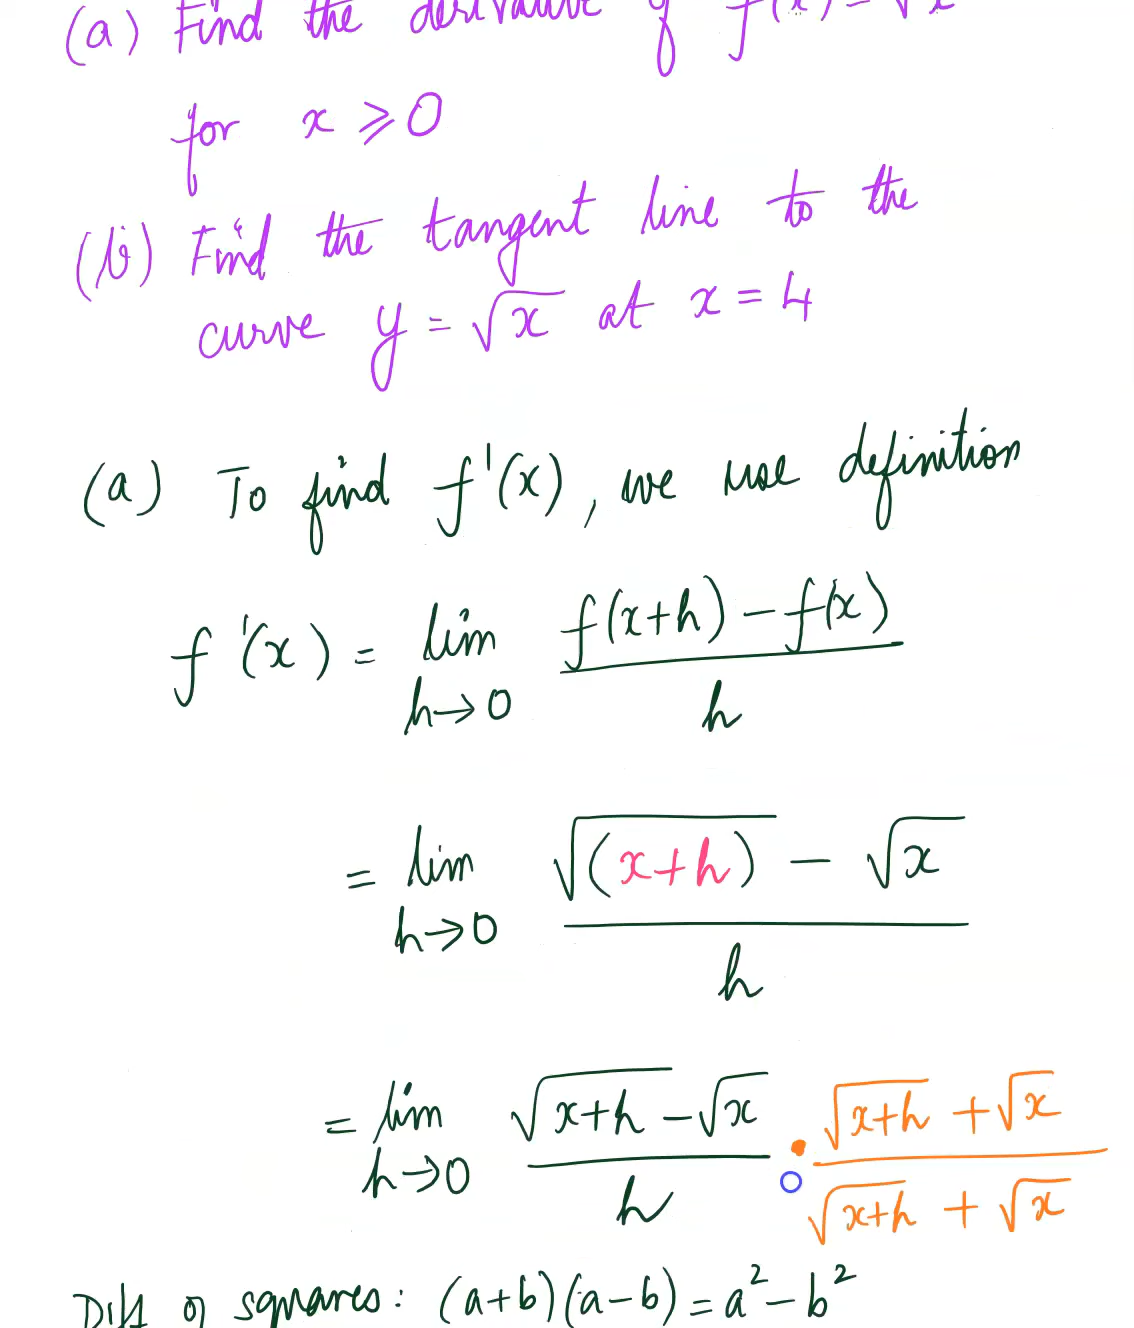 (a) Find the derivative of f(x) = √x
for x ⩾ 0
(b) Find the tangent line to the
curve y = √x at x = 4
(a) To find f'(x), we use definition
f'(x) = lim h→0 (f(x+h) − f(x)) / h
= lim h→0 (√(x+h) − √x) / h
= lim h→0 (√x+h − √x) / h · (√x+h + √x) / (√x+h + √x)
Diff of squares: (a+b)(a−b) = a² − b²